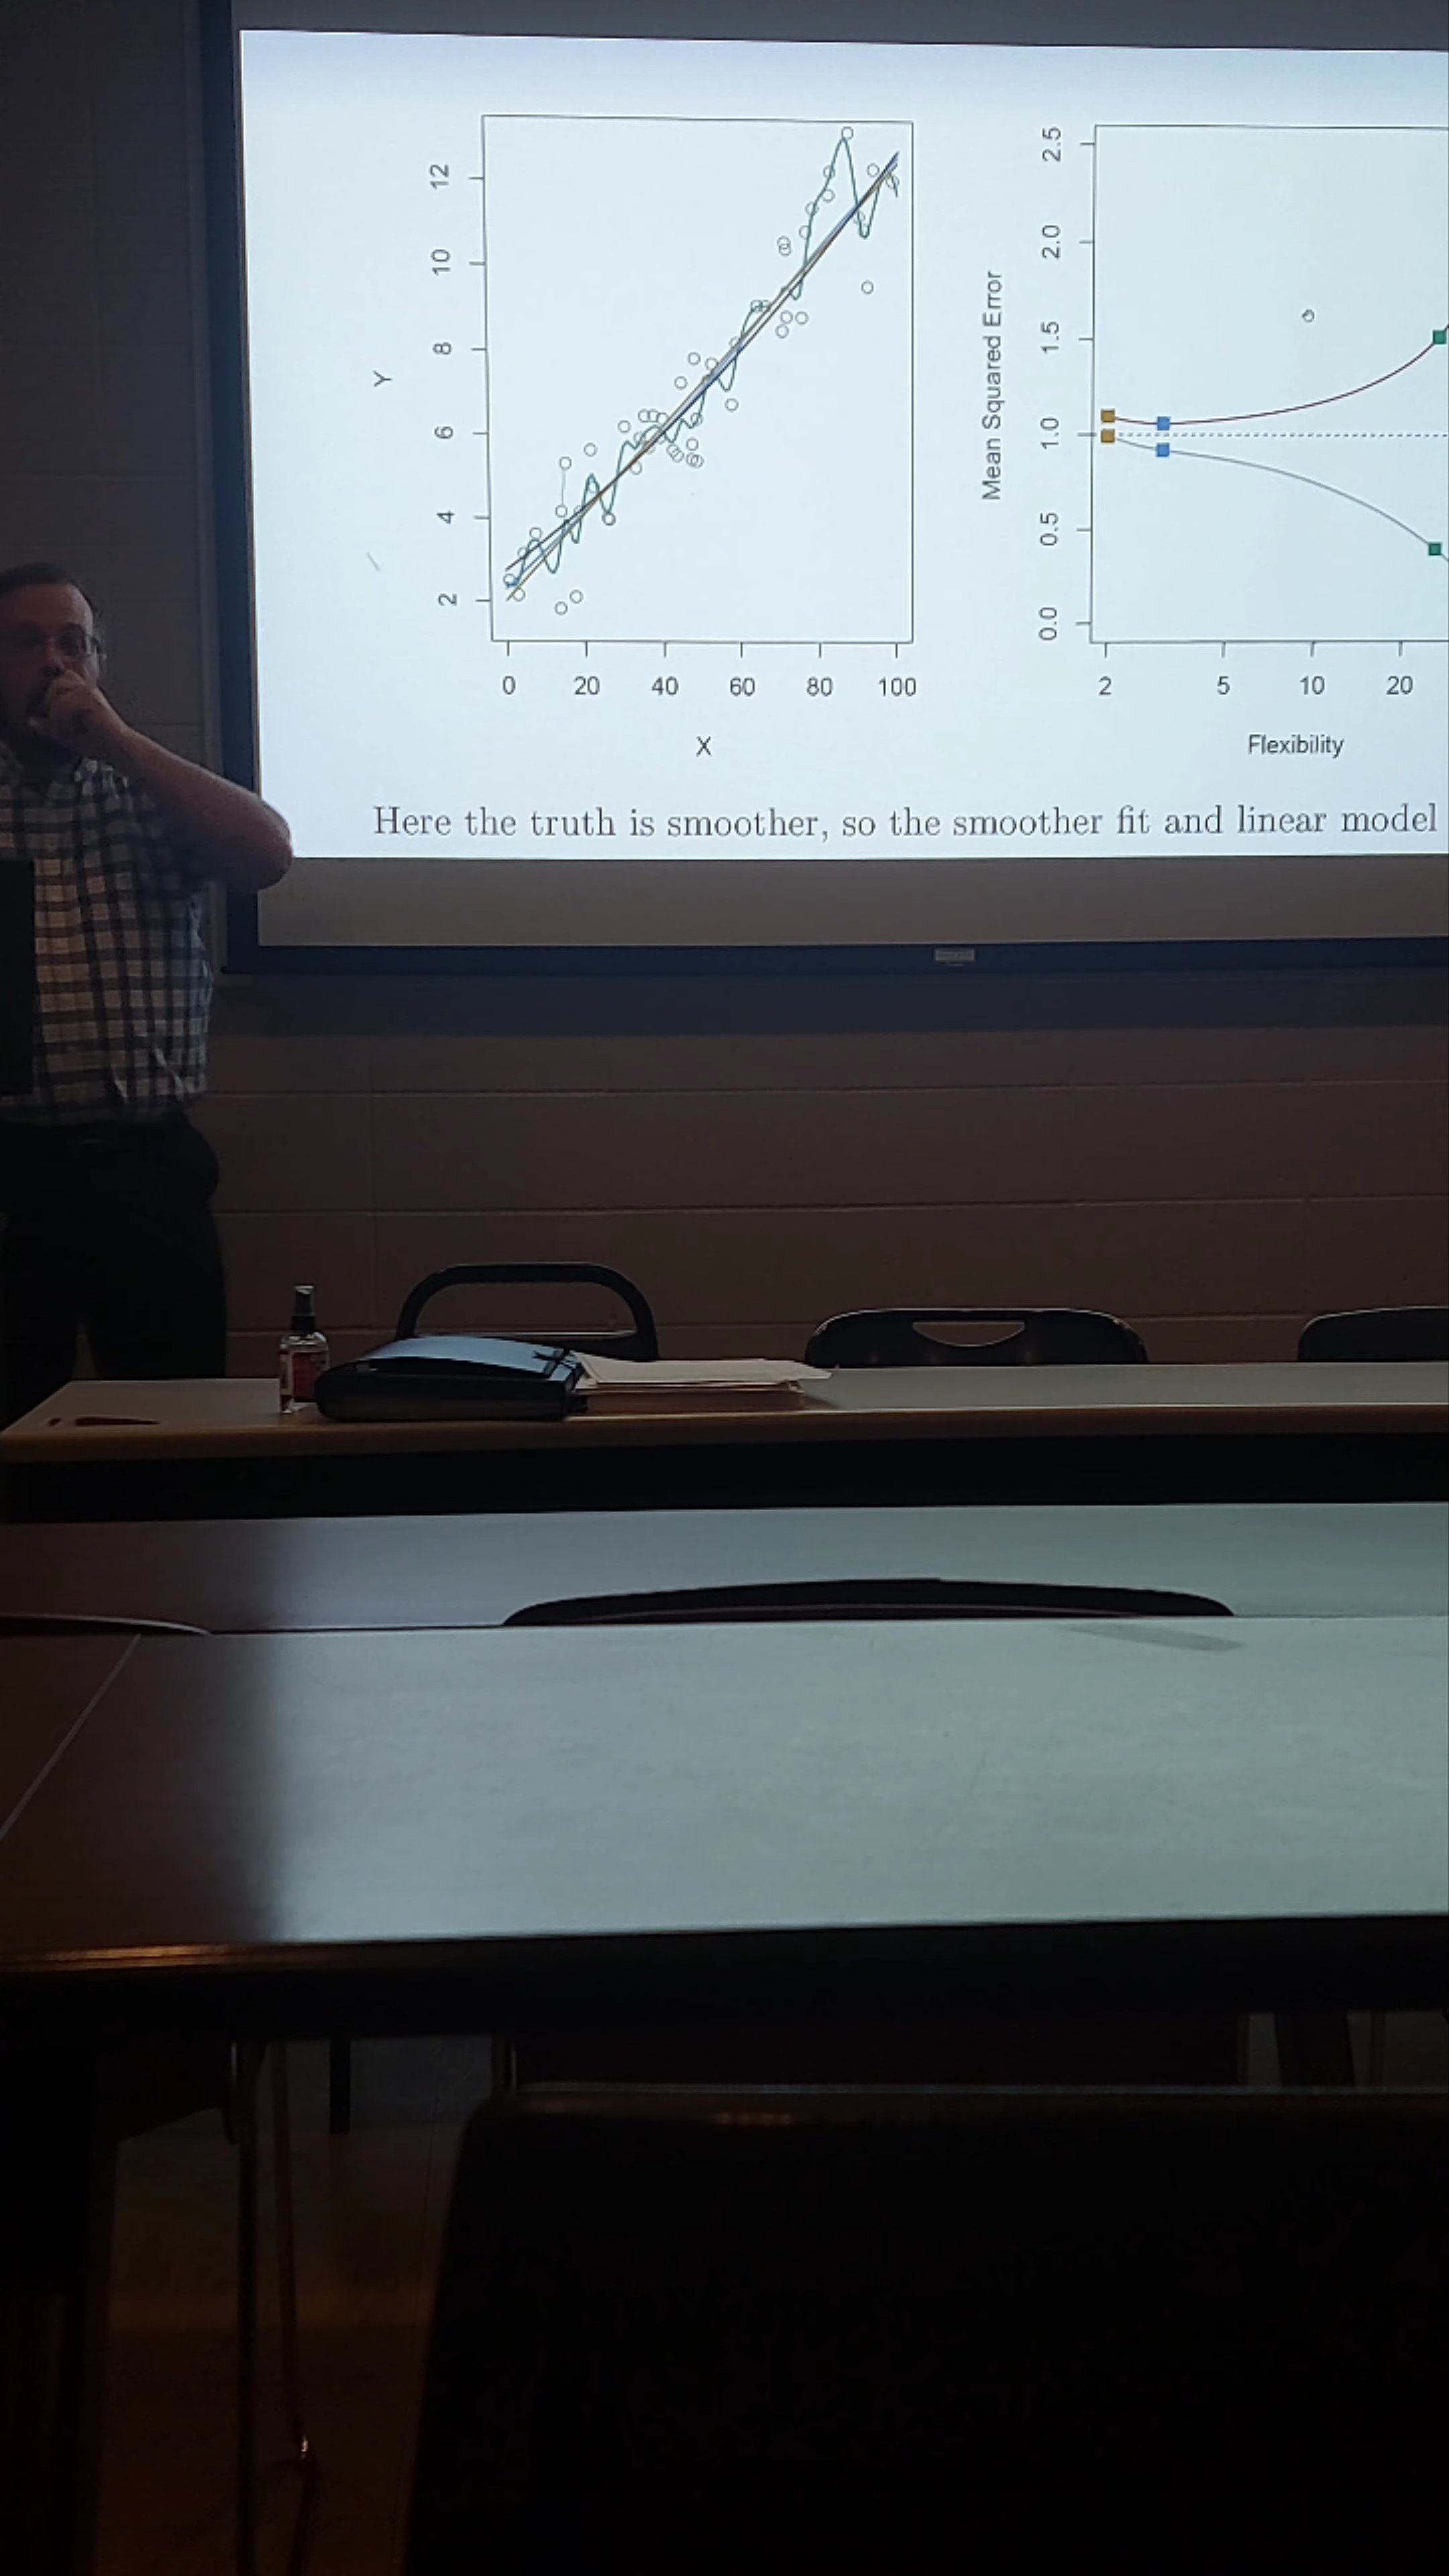 12
10
8
6
4
2
Y
0 20 40 60 80 100
X
2.5
2.0
1.5
1.0
0.5
0.0
Mean Squared Error
2 5 10 20
Flexibility
Here the truth is smoother, so the smoother fit and linear model